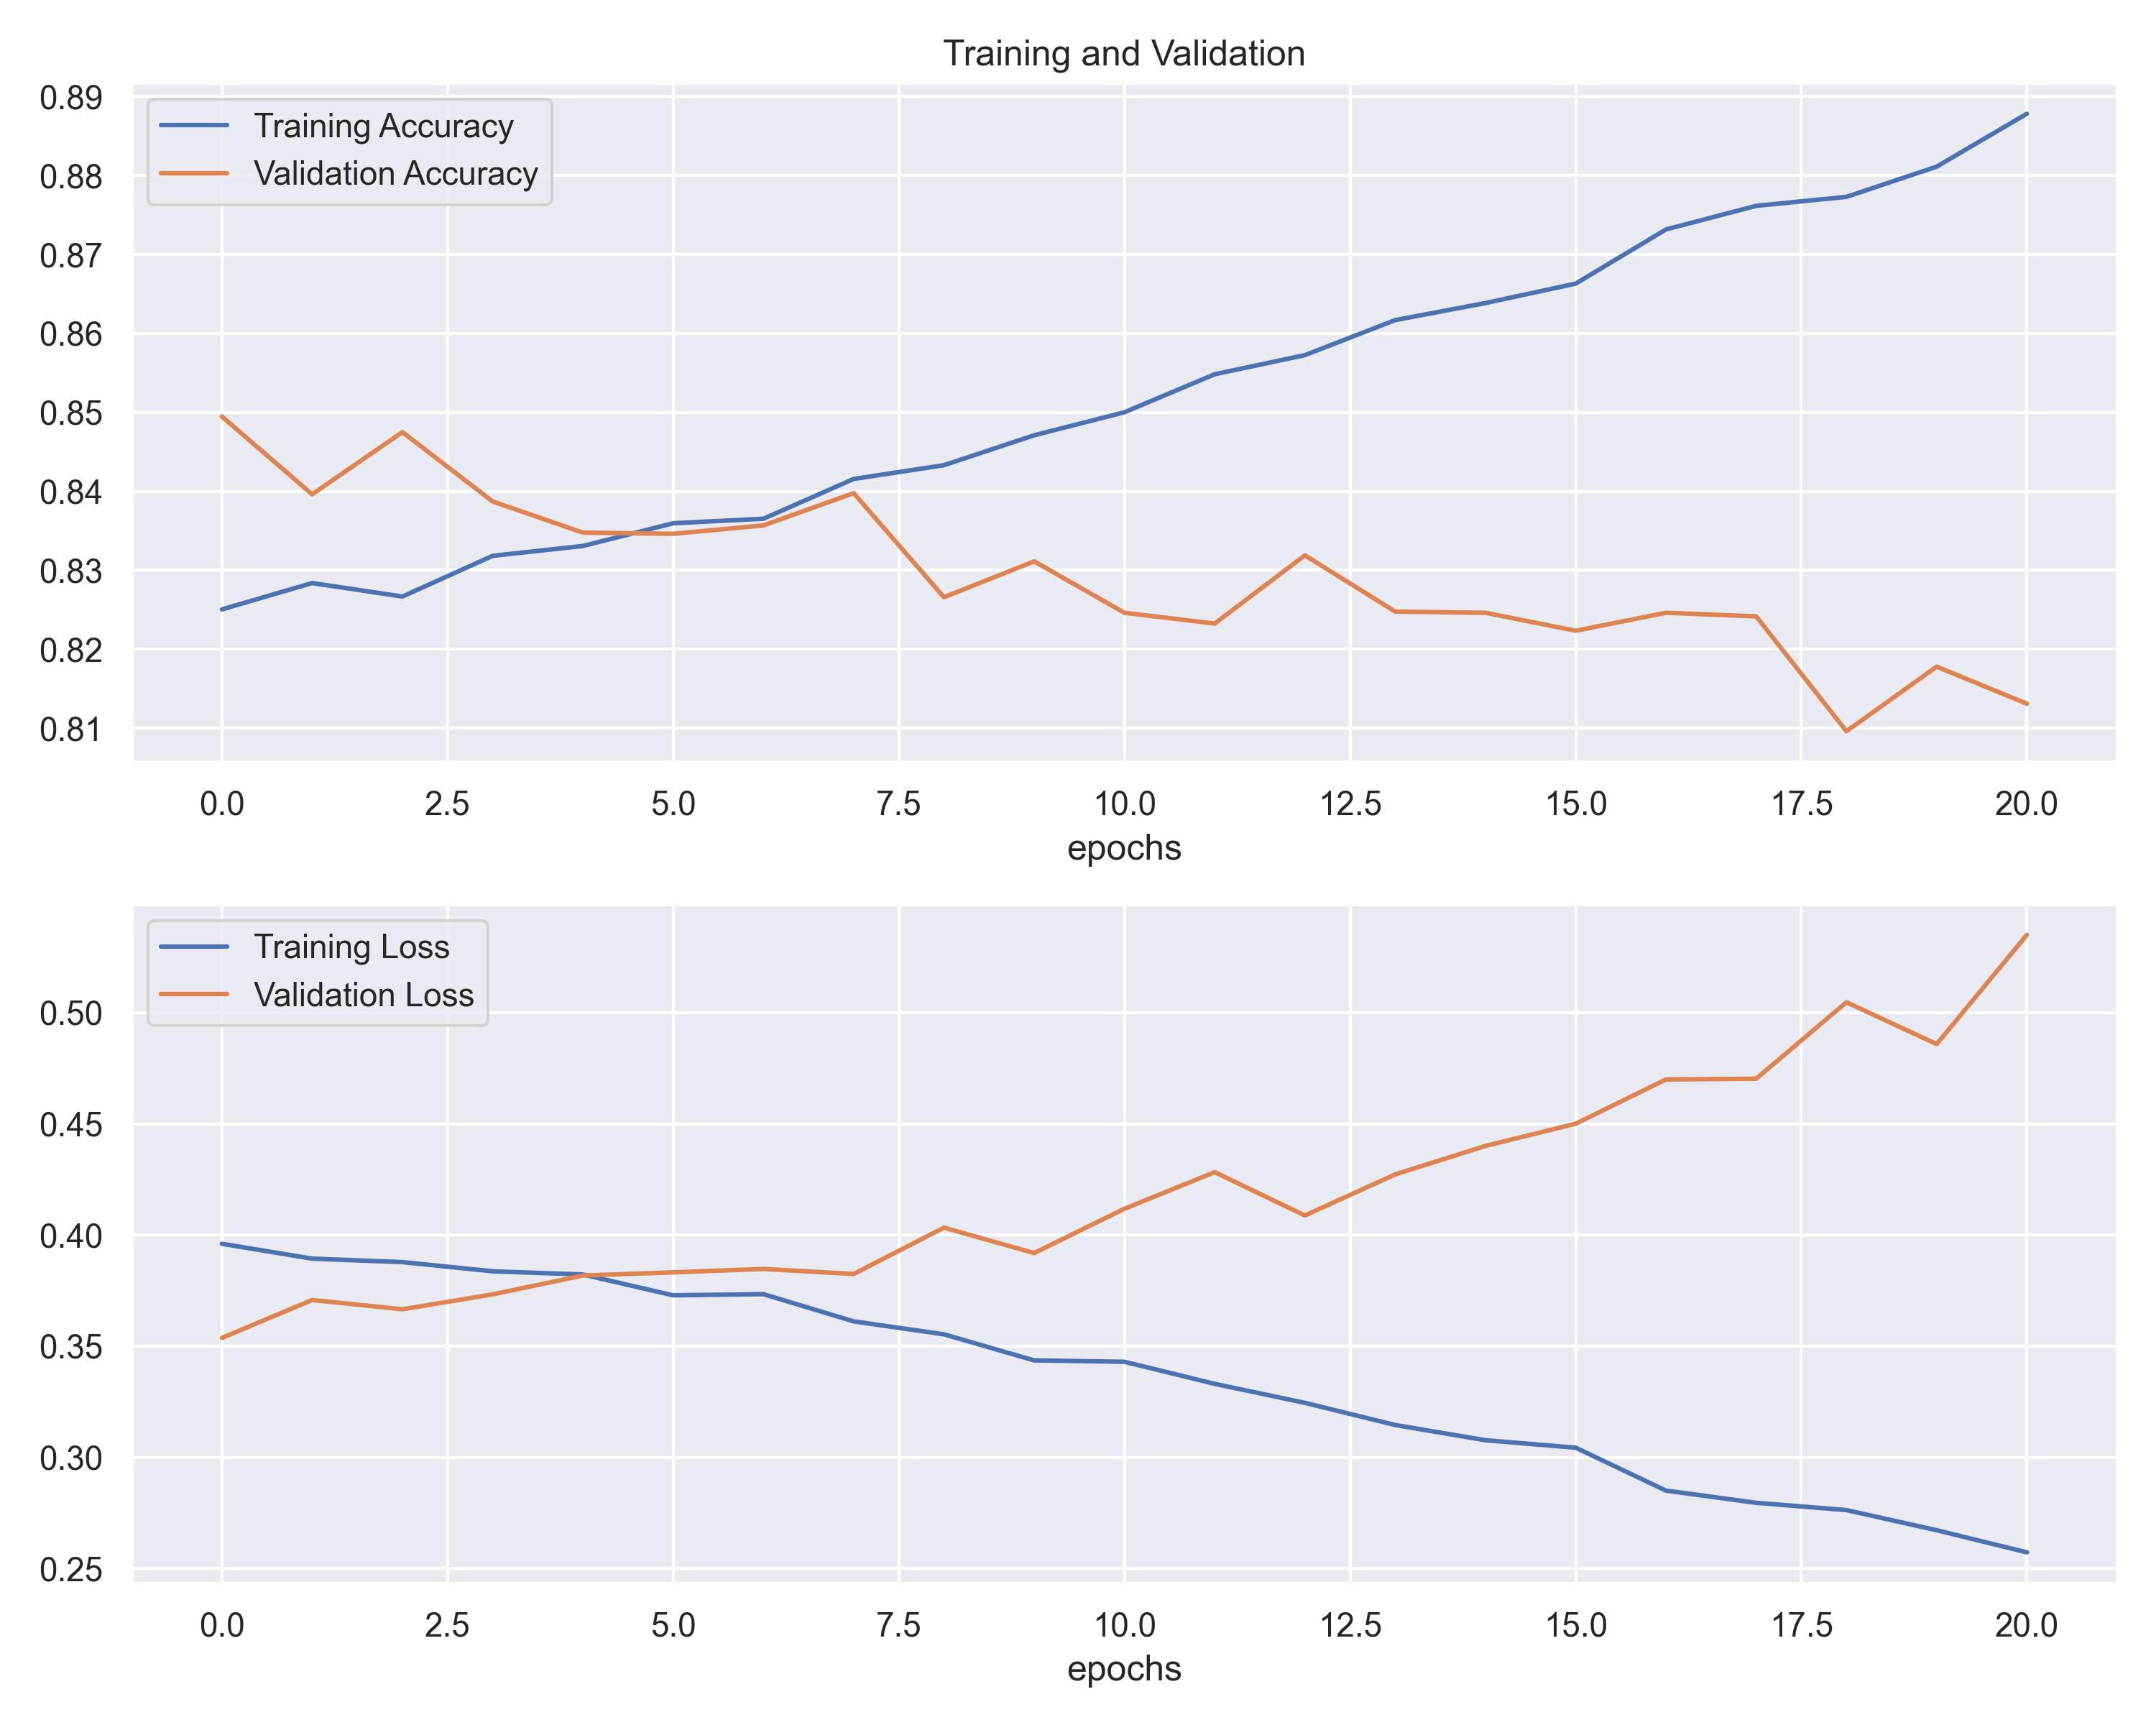 Training and Validation
0.89
0.88
0.87
0.86
0.85
0.84
0.83
0.82
0.81
Training Accuracy
Validation Accuracy
0.0 2.5 5.0 7.5 10.0 12.5 15.0 17.5 20.0
epochs
0.50
0.45
0.40
0.35
0.30
0.25
Training Loss
Validation Loss
0.0 2.5 5.0 7.5 10.0 12.5 15.0 17.5 20.0
epochs